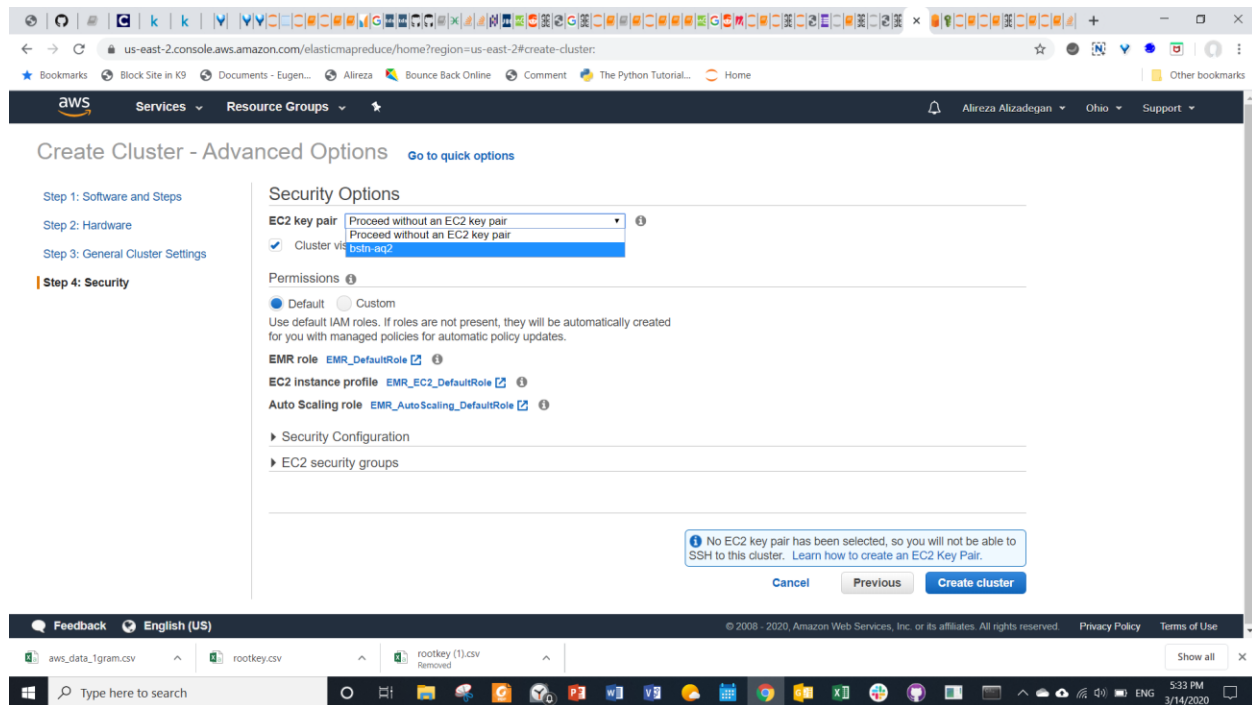 us-east-2.console.aws.amazon.com/elasticmapreduce/home?region=us-east-2#create-cluster:
Bookmarks Block Site in K9 Documents - Eugen... Alireza Bounce Back Online Comment The Python Tutorial... Home Other bookmarks
aws Services Resource Groups Alireza Alizadegan Ohio Support
Create Cluster - Advanced Options Go to quick options
Step 1: Software and Steps
Step 2: Hardware
Step 3: General Cluster Settings
Step 4: Security
Security Options
EC2 key pair Proceed without an EC2 key pair
Proceed without an EC2 key pair
Cluster vis bstn-aq2
Permissions
Default Custom
Use default IAM roles. If roles are not present, they will be automatically created
for you with managed policies for automatic policy updates.
EMR role EMR_DefaultRole
EC2 instance profile EMR_EC2_DefaultRole
Auto Scaling role EMR_AutoScaling_DefaultRole
Security Configuration
EC2 security groups
No EC2 key pair has been selected, so you will not be able to
SSH to this cluster. Learn how to create an EC2 Key Pair.
Cancel Previous Create cluster
Feedback English (US) © 2008 - 2020, Amazon Web Services, Inc. or its affiliates. All rights reserved. Privacy Policy Terms of Use
aws_data_1gram.csv rootkey.csv rootkey (1).csv Show all
Removed
Type here to search ENG 5:33 PM
3/14/2020